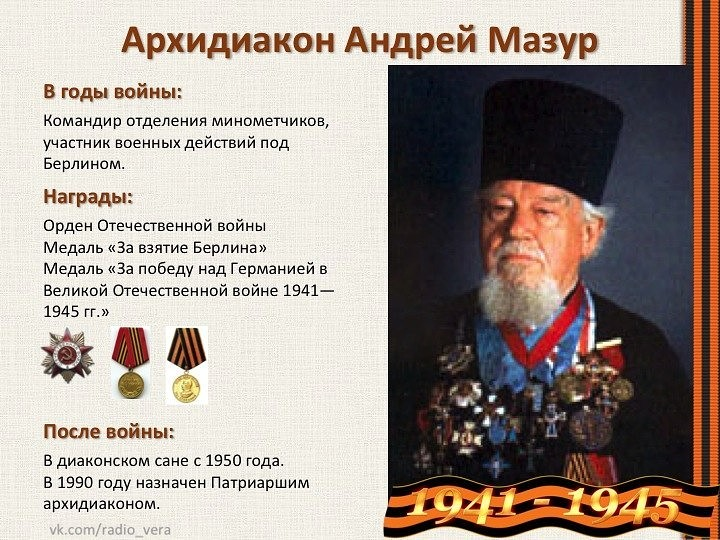 Архидиакон Андрей Мазур
В годы войны:
Командир отделения минометчиков,
участник военных действий под
Берлином.
Награды:
Орден Отечественной войны
Медаль «За взятие Берлина»
Медаль «За победу над Германией в
Великой Отечественной войне 1941—
1945 гг.»
После войны:
В диаконском сане с 1950 года.
В 1990 году назначен Патриаршим
архидиаконом.
vk.com/radio_vera
1941 - 1945